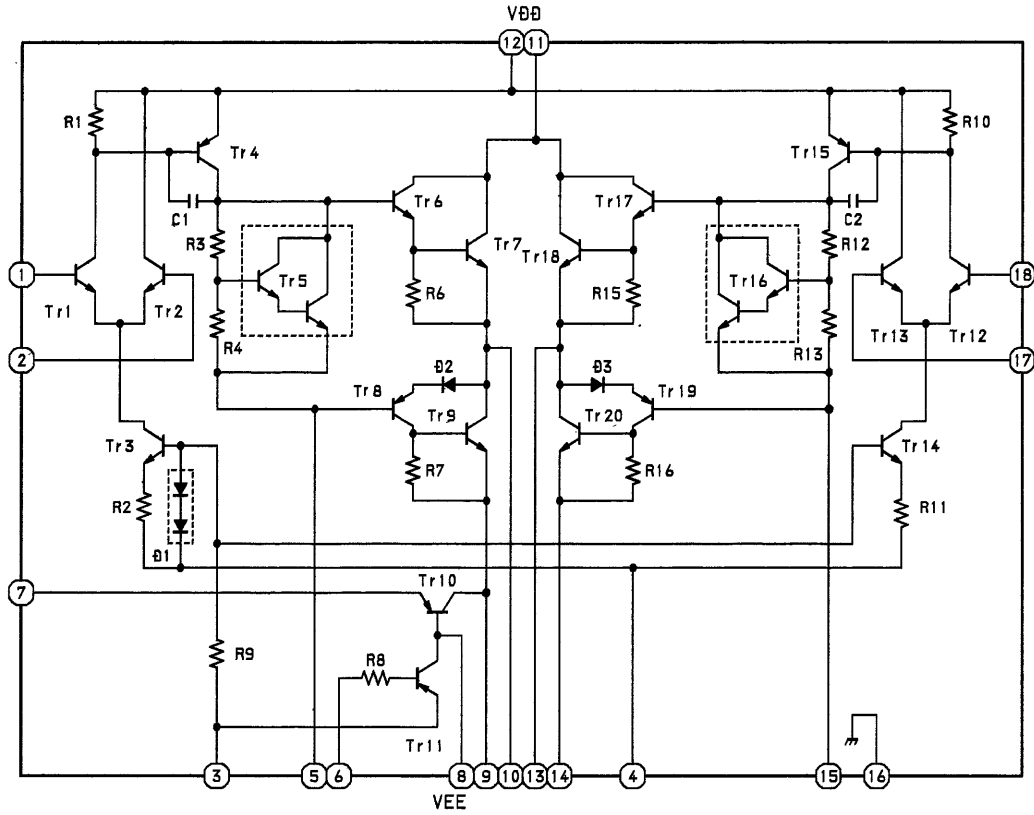 VDD
12 11
R1 R10
Tr4 Tr15
C1 Tr6 Tr17 C2
R3 R12
Tr7 Tr18
1 Tr5 Tr16 18
Tr1 Tr2 R6 R15 Tr13 Tr12
R4 R13
2 17
D2 D3
Tr8 Tr19
Tr9 Tr20
Tr3 Tr14
R7 R16
R2 R11
D1
Tr10
7
R9 R8
Tr11
3 5 6 8 9 10 13 14 4 15 16
VEE